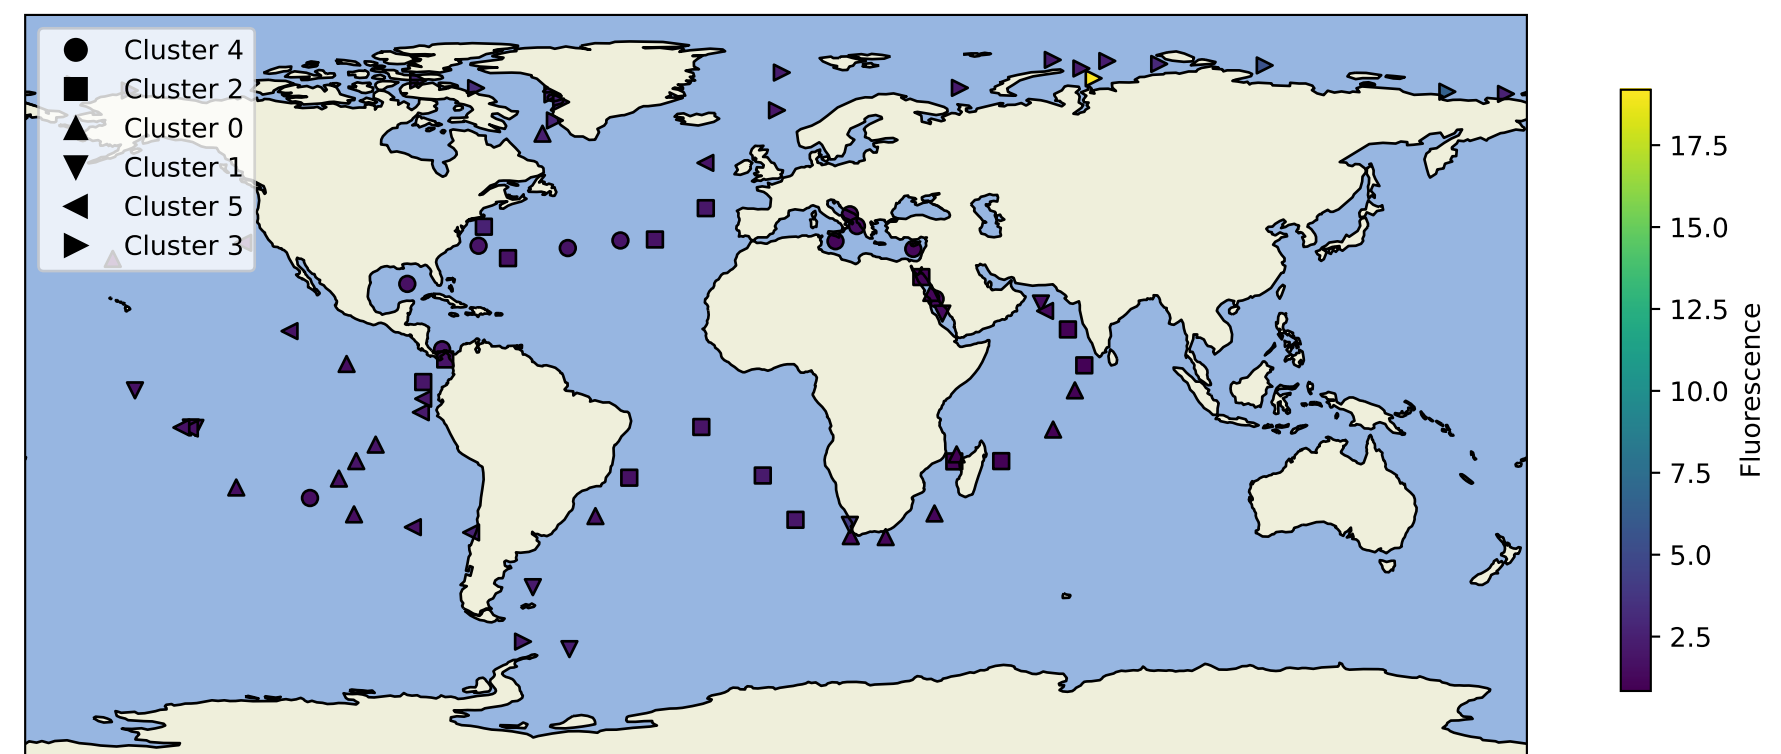 Cluster 4
Cluster 2
Cluster 0
Cluster 1
Cluster 5
Cluster 3
17.5
15.0
12.5
10.0
7.5
5.0
2.5
Fluorescence